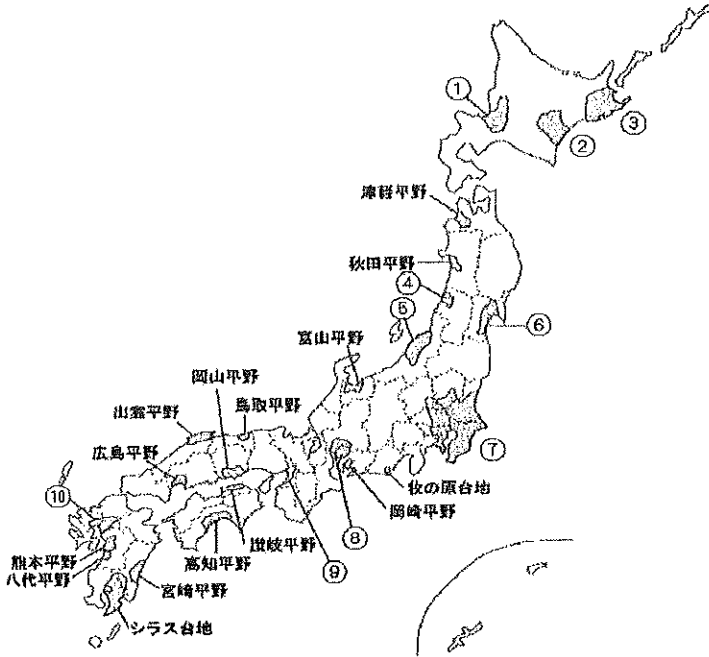 ①
②
③
津軽平野
秋田平野
④
⑤
⑥
富山平野
岡山平野
鳥取平野
出雲平野
広島平野
⑦
牧の原台地
岡崎平野
⑧
⑩
讃岐平野
高知平野
⑨
熊本平野
八代平野
宮崎平野
シラス台地